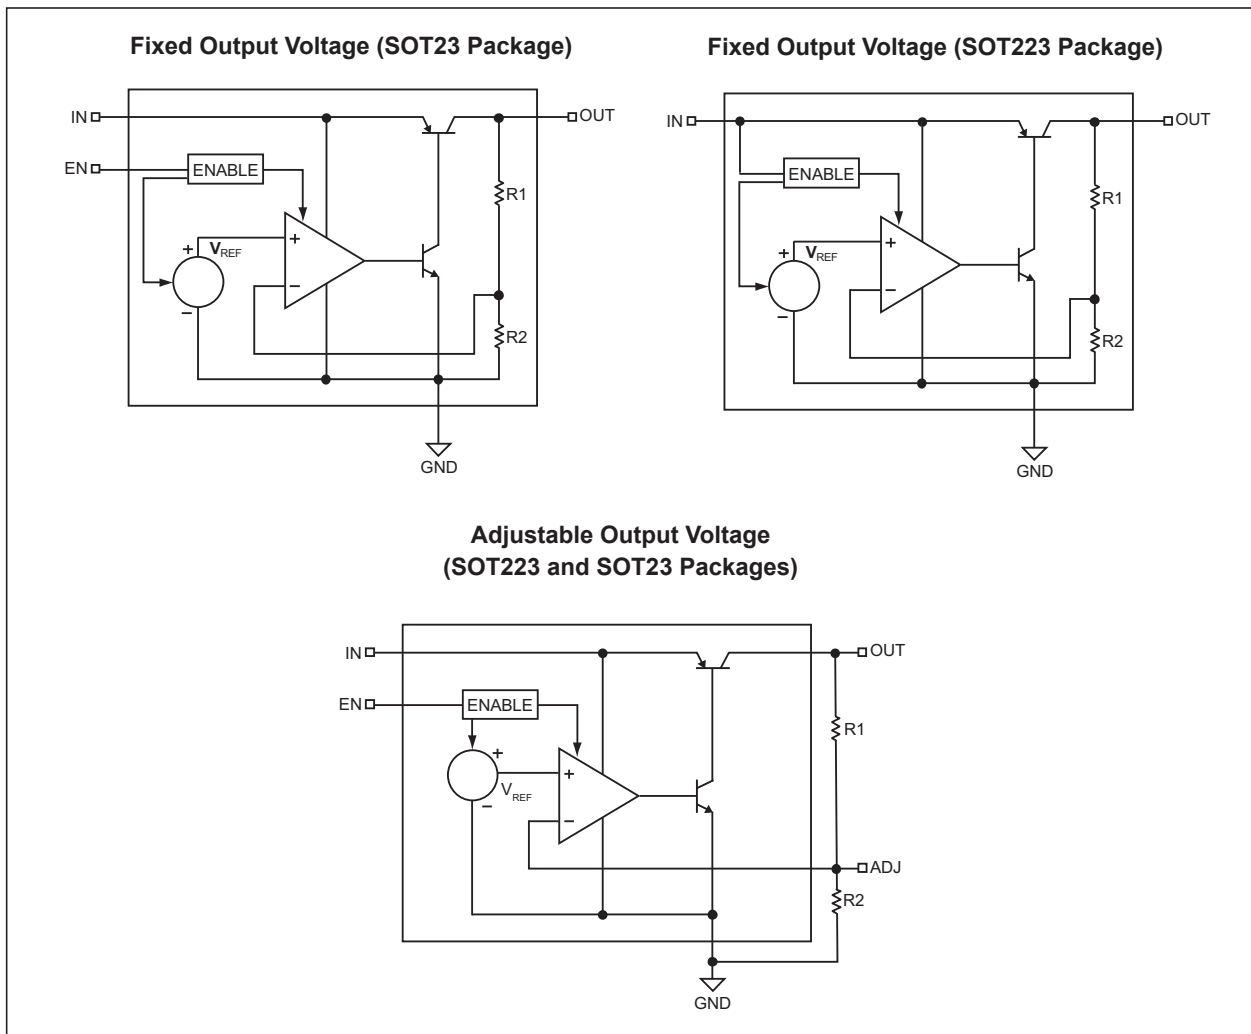 Fixed Output Voltage (SOT23 Package)
IN
OUT
EN
ENABLE
R1
+
VREF
+
−
−
R2
GND
Fixed Output Voltage (SOT223 Package)
IN
OUT
ENABLE
R1
+
VREF
+
−
−
R2
GND
Adjustable Output Voltage
(SOT223 and SOT23 Packages)
IN
OUT
EN
ENABLE
R1
+
+
VREF
−
−
ADJ
R2
GND